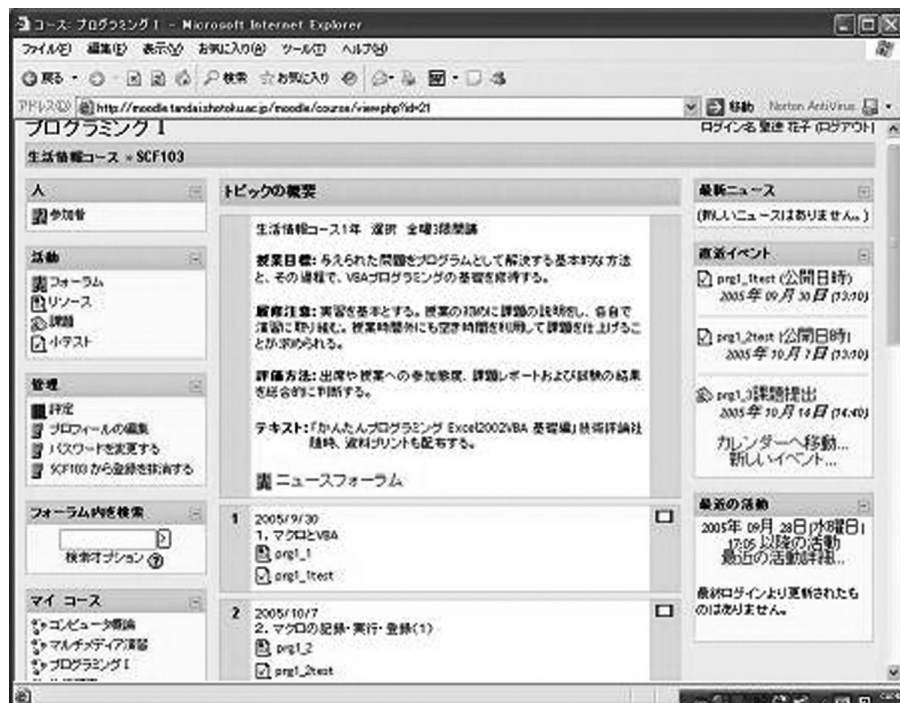 コース: プログラミング I - Microsoft Internet Explorer
ファイル(F) 編集(E) 表示(V) お気に入り(A) ツール(T) ヘルプ(H)
戻る 検索 お気に入り
アドレス(D) http://moodle.tandai.shotoku.ac.jp/moodle/course/view.php?id=21 移動 Norton AntiVirus
プログラミング I
ログイン名 聖徳 花子 (ログアウト)
生活情報コース » SCF103
人
参加者
活動
フォーラム
リソース
課題
小テスト
管理
評定
プロフィールの編集
パスワードを変更する
SCF103 から登録を抹消する
フォーラム内を検索
検索オプション
マイ コース
コンピュータ概論
マルチメディア演習
プログラミング I
トピックの概要
生活情報コース1年 選択 金曜3限開講
授業目標: 与えられた問題をプログラムとして解決する基本的な方法
と、その過程で、VBAプログラミングの基礎を修得する。
履修注意: 実習を基本とする。授業の初めに課題の説明をし、各自で
演習に取り組む。授業時間外にも空き時間を利用して課題を仕上げるこ
とが求められる。
評価方法: 出席や授業への参加態度、課題レポートおよび試験の結果
を総合的に判断する。
テキスト:「かんたんプログラミング Excel2002VBA 基礎編」技術評論社
随時、資料プリントも配布する。
ニュースフォーラム
1 2005/9/30
1. マクロとVBA
prg1_1
prg1_1test
2 2005/10/7
2. マクロの記録・実行・登録(1)
prg1_2
prg1_2test
最新ニュース
(新しいニュースはありません。)
直近イベント
prg1_1test (公開日時)
2005年 09月 30日 (13:10)
prg1_2test (公開日時)
2005年 10月 7日 (13:10)
prg1_3課題提出
2005年 10月 14日 (14:40)
カレンダーへ移動...
新しいイベント...
最近の活動
2005年 09月 28日(水曜日)
17:05 以降の活動
最近の活動詳細...
最終ログインより更新されたも
のはありません。